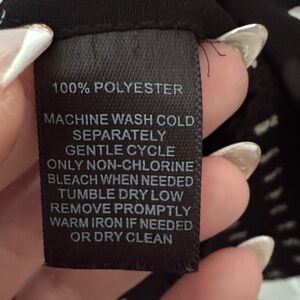 100% POLYESTER
MACHINE WASH COLD
SEPARATELY
GENTLE CYCLE
ONLY NON-CHLORINE
BLEACH WHEN NEEDED
TUMBLE DRY LOW
REMOVE PROMPTLY
WARM IRON IF NEEDED
OR DRY CLEAN